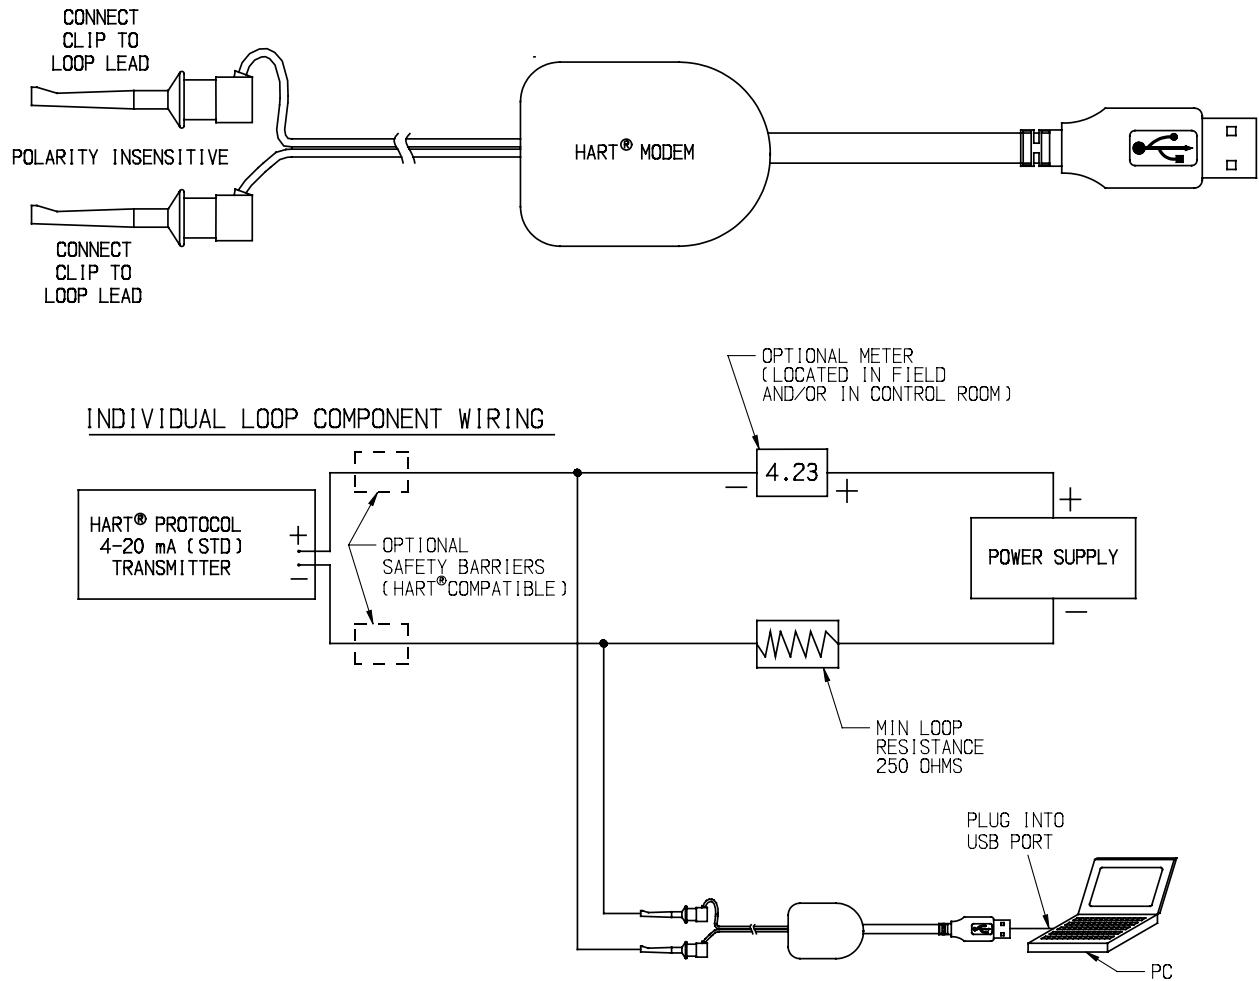 CONNECT
CLIP TO
LOOP LEAD
POLARITY INSENSITIVE
HART® MODEM
CONNECT
CLIP TO
LOOP LEAD
OPTIONAL METER
(LOCATED IN FIELD
AND/OR IN CONTROL ROOM)
INDIVIDUAL LOOP COMPONENT WIRING
4.23
− +
HART® PROTOCOL
4-20 mA (STD)
TRANSMITTER
+
−
OPTIONAL
SAFETY BARRIERS
(HART® COMPATIBLE)
+
POWER SUPPLY
−
MIN LOOP
RESISTANCE
250 OHMS
PLUG INTO
USB PORT
PC